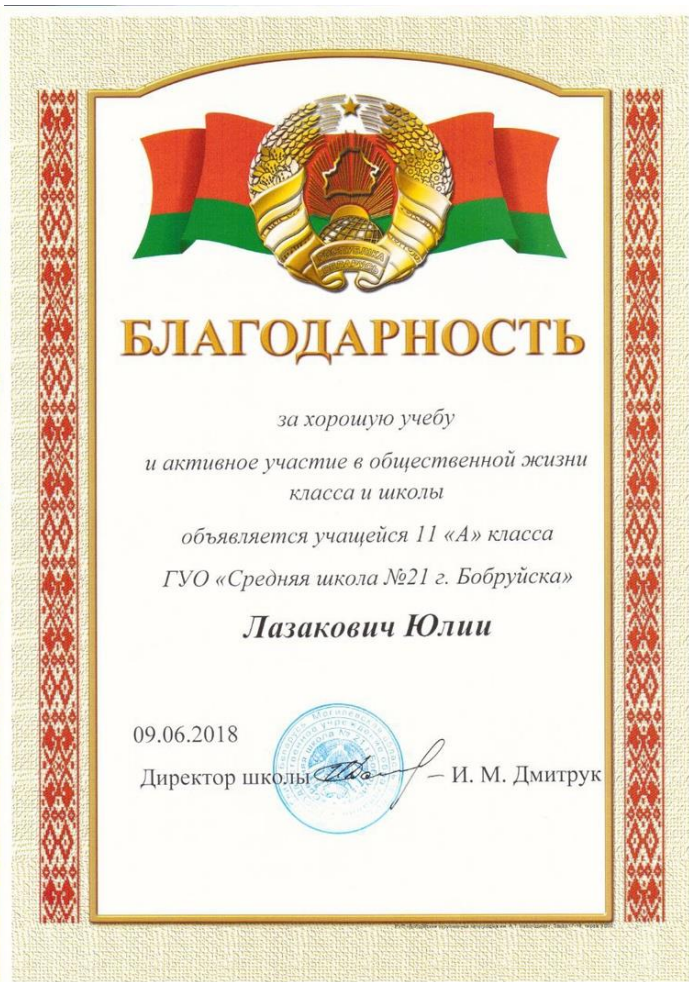 БЛАГОДАРНОСТЬ
за хорошую учебу
и активное участие в общественной жизни
класса и школы
объявляется учащейся 11 «А» класса
ГУО «Средняя школа №21 г. Бобруйска»
Лазакович Юлии
09.06.2018
Директор школы – И. М. Дмитрук